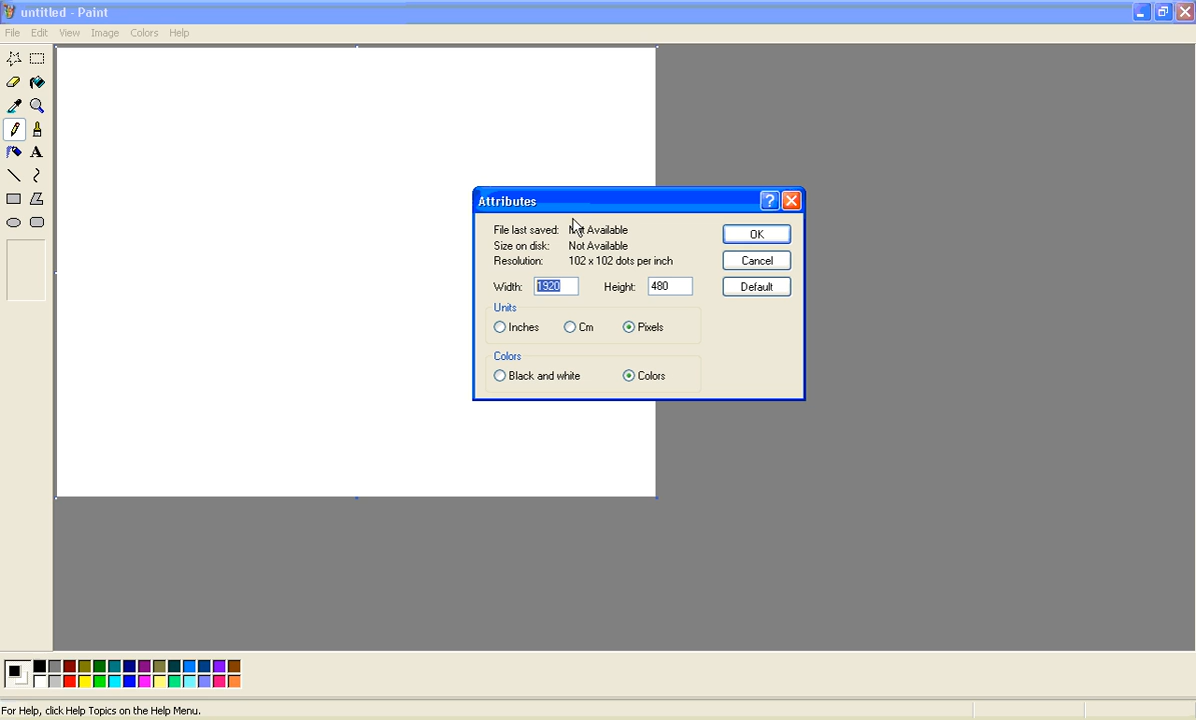 untitled - Paint
File Edit View Image Colors Help
Attributes
File last saved: Not Available
Size on disk: Not Available
Resolution: 102 x 102 dots per inch
Width: 1920 Height: 480
Units
Inches Cm Pixels
Colors
Black and white Colors
OK
Cancel
Default
For Help, click Help Topics on the Help Menu.